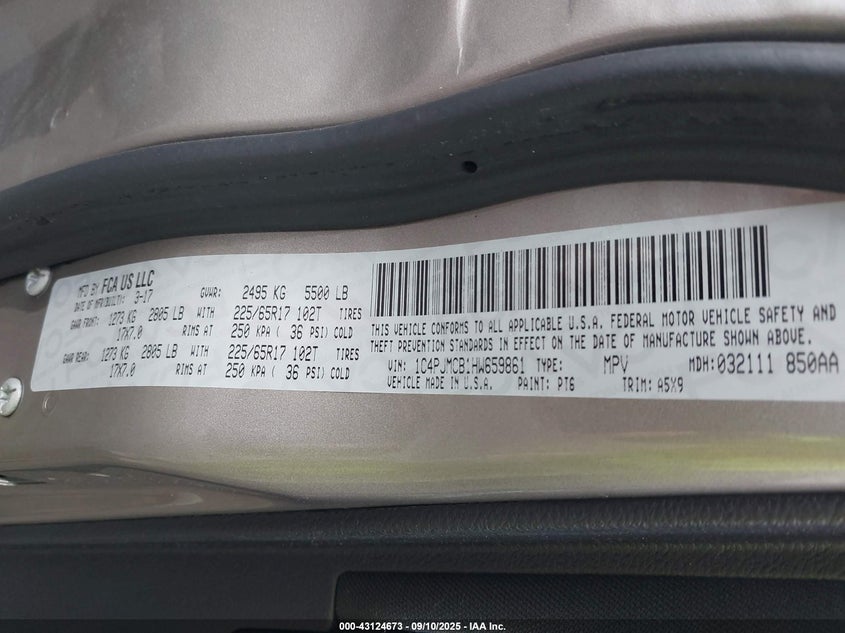 MFD BY FCA US LLC
DATE OF MFR(BUILT): 3-17
GVWR: 2495 KG 5500 LB
GAWR FRONT: 1273 KG 2805 LB WITH 225/65R17 102T TIRES
17X7.0 RIMS AT 250 KPA ( 36 PSI) COLD
GAWR REAR: 1273 KG 2805 LB WITH 225/65R17 102T TIRES
17X7.0 RIMS AT 250 KPA ( 36 PSI) COLD
THIS VEHICLE CONFORMS TO ALL APPLICABLE U.S.A. FEDERAL MOTOR VEHICLE SAFETY AND
THEFT PREVENTION STANDARDS IN EFFECT ON THE DATE OF MANUFACTURE SHOWN ABOVE.
VIN: 1C4PJMCB1HW659861 TYPE: MPV MDH:032111 850AA
VEHICLE MADE IN U.S.A. PAINT: PTG TRIM: A5X9
000-43124673 - 09/10/2025 - IAA Inc.